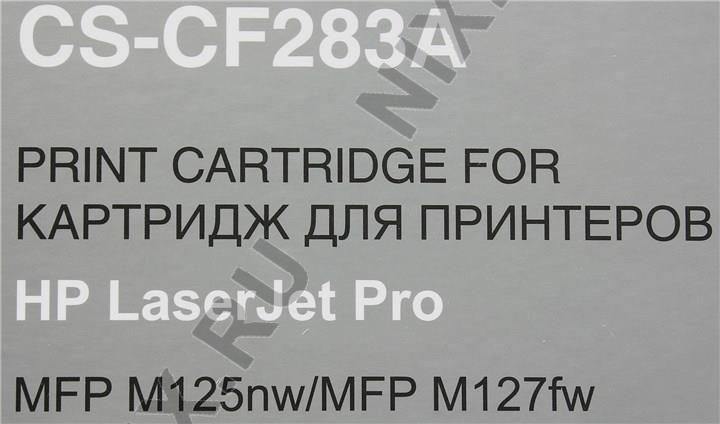 CS-CF283A
PRINT CARTRIDGE FOR
КАРТРИДЖ ДЛЯ ПРИНТЕРОВ
HP LaserJet Pro
MFP M125nw/MFP M127fw